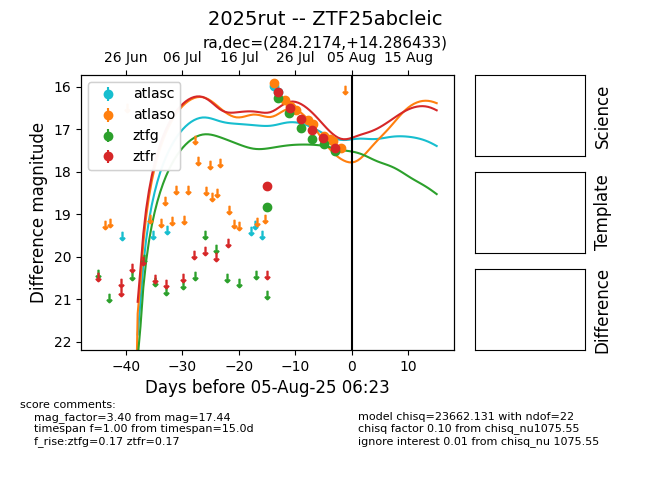 2025rut -- ZTF25abcleic
ra,dec=(284.2174,+14.286433)
26 Jun 06 Jul 16 Jul 26 Jul 05 Aug 15 Aug
atlasc
atlaso
ztfg
ztfr
16
17
18
19
20
21
22
Difference magnitude
−40 −30 −20 −10 0 10
Days before 05-Aug-25 06:23
Science
Template
Difference
score comments:
mag_factor=3.40 from mag=17.44
timespan f=1.00 from timespan=15.0d
f_rise:ztfg=0.17 ztfr=0.17
model chisq=23662.131 with ndof=22
chisq factor 0.10 from chisq_nu1075.55
ignore interest 0.01 from chisq_nu 1075.55